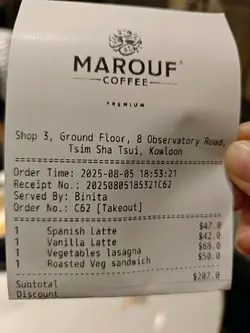 MAROUF
COFFEE
PREMIUM
Shop 3, Ground Floor, 8 Observatory Road,
Tsim Sha Tsui, Kowloon
Order Time: 2025-08-05 18:53:21
Receipt No.: 20250805185321C62
Served By: Binita
Order No.: C62 [Takeout]
1 Spanish Latte $47.0
1 Vanilla Latte $42.0
1 Vegetables lasagna $68.0
1 Roasted Veg sandwich $50.0
Subtotal $207.0
Discount